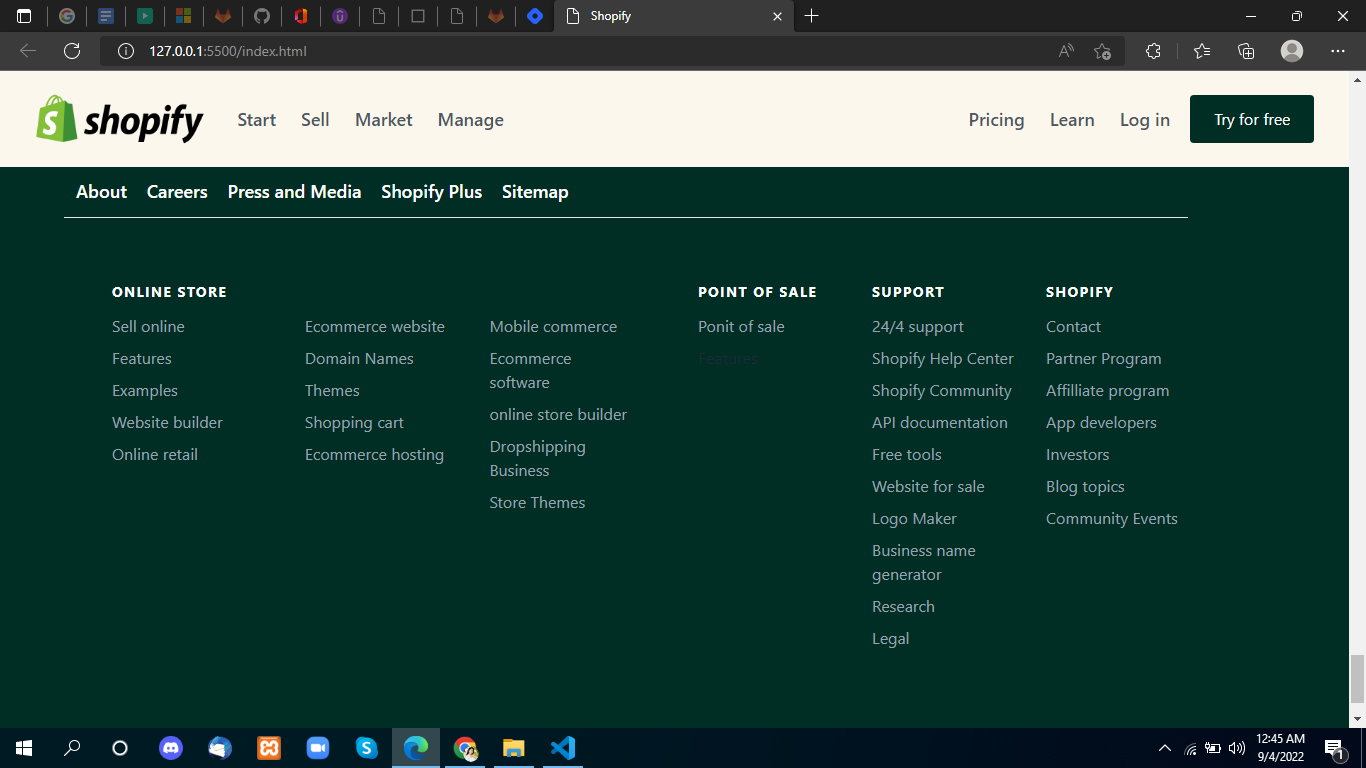 Shopify
127.0.0.1:5500/index.html
shopify
Start Sell Market Manage
Pricing Learn Log in Try for free
About Careers Press and Media Shopify Plus Sitemap
ONLINE STORE
Sell online
Features
Examples
Website builder
Online retail
Ecommerce website
Domain Names
Themes
Shopping cart
Ecommerce hosting
Mobile commerce
Ecommerce
software
online store builder
Dropshipping
Business
Store Themes
POINT OF SALE
Ponit of sale
Features
SUPPORT
24/4 support
Shopify Help Center
Shopify Community
API documentation
Free tools
Website for sale
Logo Maker
Business name
generator
Research
Legal
SHOPIFY
Contact
Partner Program
Affilliate program
App developers
Investors
Blog topics
Community Events
12:45 AM
9/4/2022
1